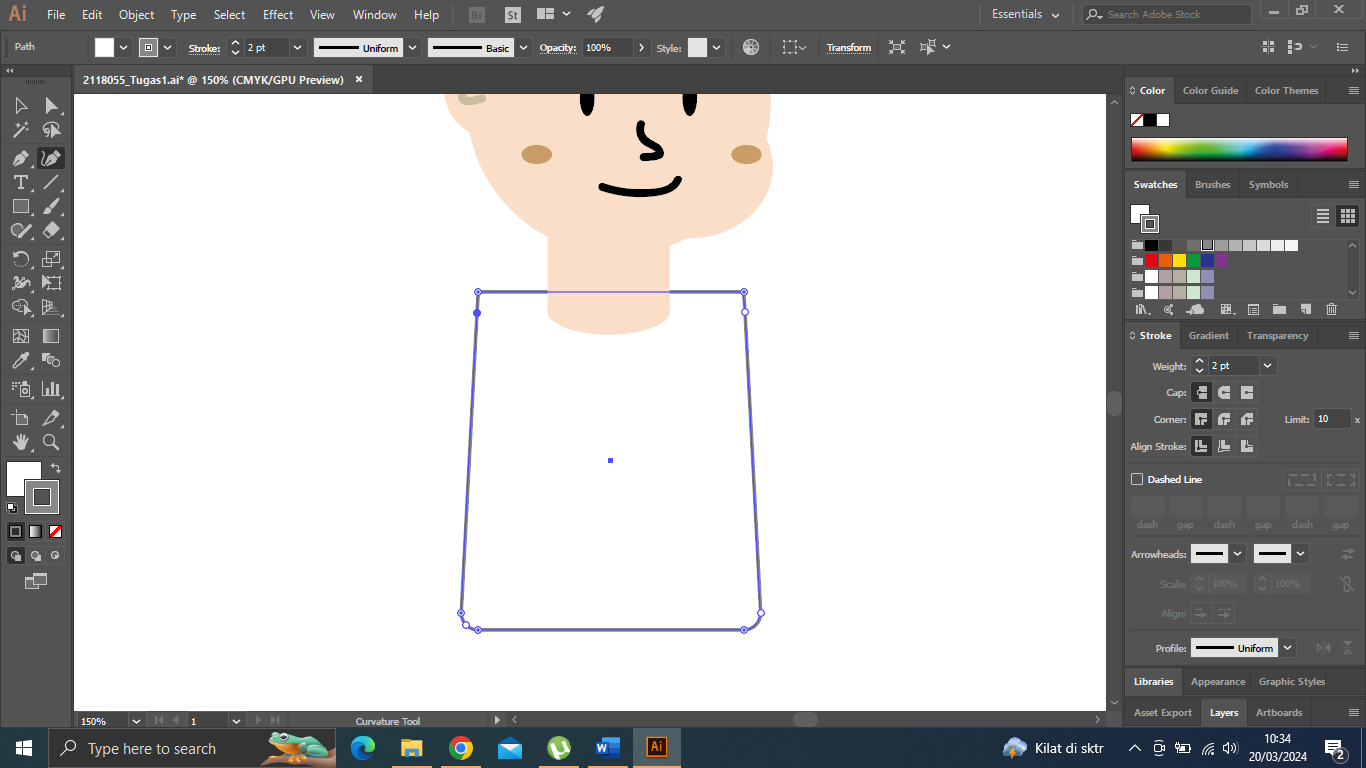 Ai File Edit Object Type Select Effect View Window Help Br St Essentials Search Adobe Stock
Path Stroke: 2 pt Uniform Basic Opacity: 100% Style: Transform
2118055_Tugas1.ai* @ 150% (CMYK/GPU Preview)
Color Color Guide Color Themes
Swatches Brushes Symbols
Stroke Gradient Transparency
Weight: 2 pt
Cap:
Corner: Limit: 10 x
Align Stroke:
Dashed Line
dash gap dash gap dash gap
Arrowheads:
Scale: 100% 100%
Align:
Profile: Uniform
Libraries Appearance Graphic Styles
Asset Export Layers Artboards
150% 1 Curvature Tool
Type here to search Ai Kilat di sktr 10:34
20/03/2024 2